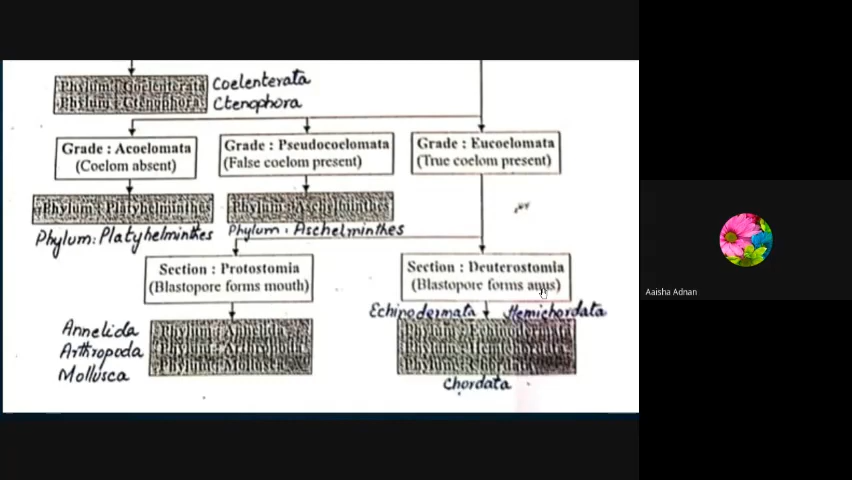 Phylum : Coelenterata Coelenterata
Phylum : Ctenophora Ctenophora
Grade : Acoelomata
(Coelom absent)
Grade : Pseudocoelomata
(False coelom present)
Grade : Eucoelomata
(True coelom present)
Phylum : Platyhelminthes
Phylum : Aschelminthes
Phylum : Platyhelminthes
Phylum : Aschelminthes
Section : Protostomia
(Blastopore forms mouth)
Section : Deuterostomia
(Blastopore forms anus)
Aaisha Adnan
Echinodermata Hemichordata
Annelida
Arthropoda
Mollusca
Phylum : Annelida
Phylum : Arthropoda
Phylum : Mollusca
Phylum : Echinodermata
Phylum : Hemichordata
Phylum : Chordata
Chordata